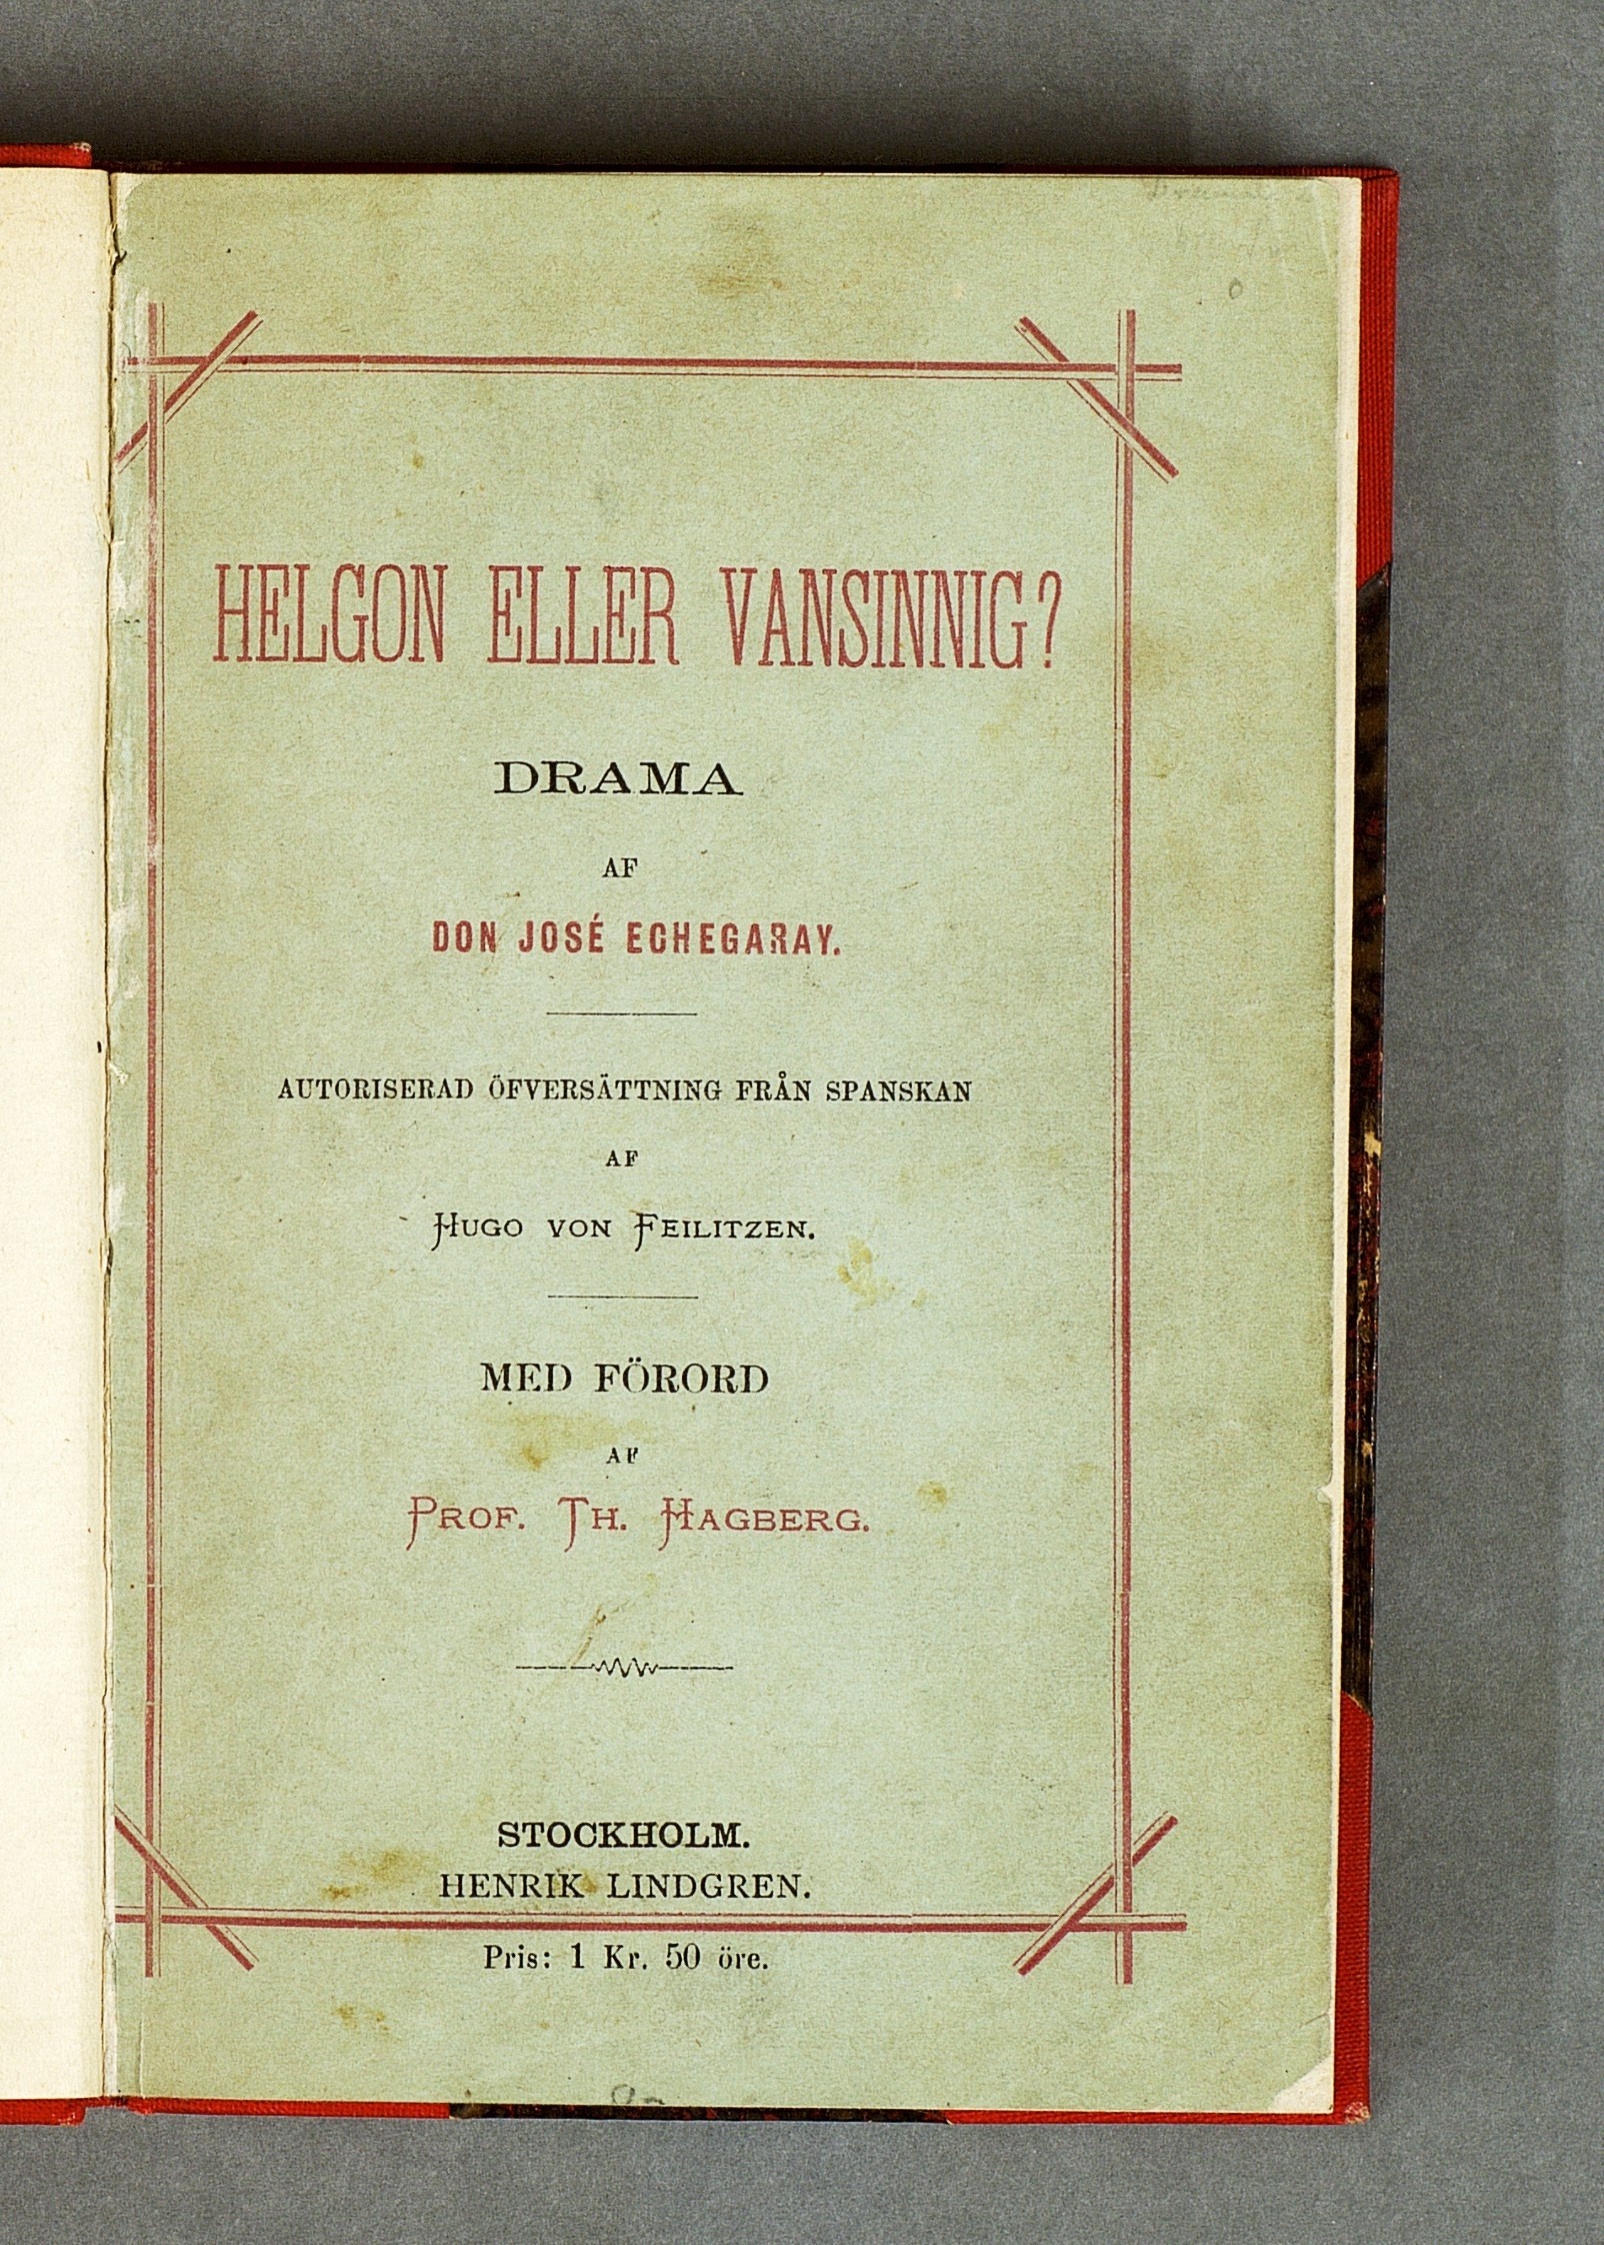 HELGON ELLER VANSINNIG?
DRAMA
AF
DON JOSÉ ECHEGARAY.
AUTORISERAD ÖFVERSÄTTNING FRÅN SPANSKAN
AF
HUGO VON FEILITZEN.
MED FÖRORD
AF
PROF. TH. HAGBERG.
STOCKHOLM.
HENRIK LINDGREN.
Pris: 1 Kr. 50 öre.